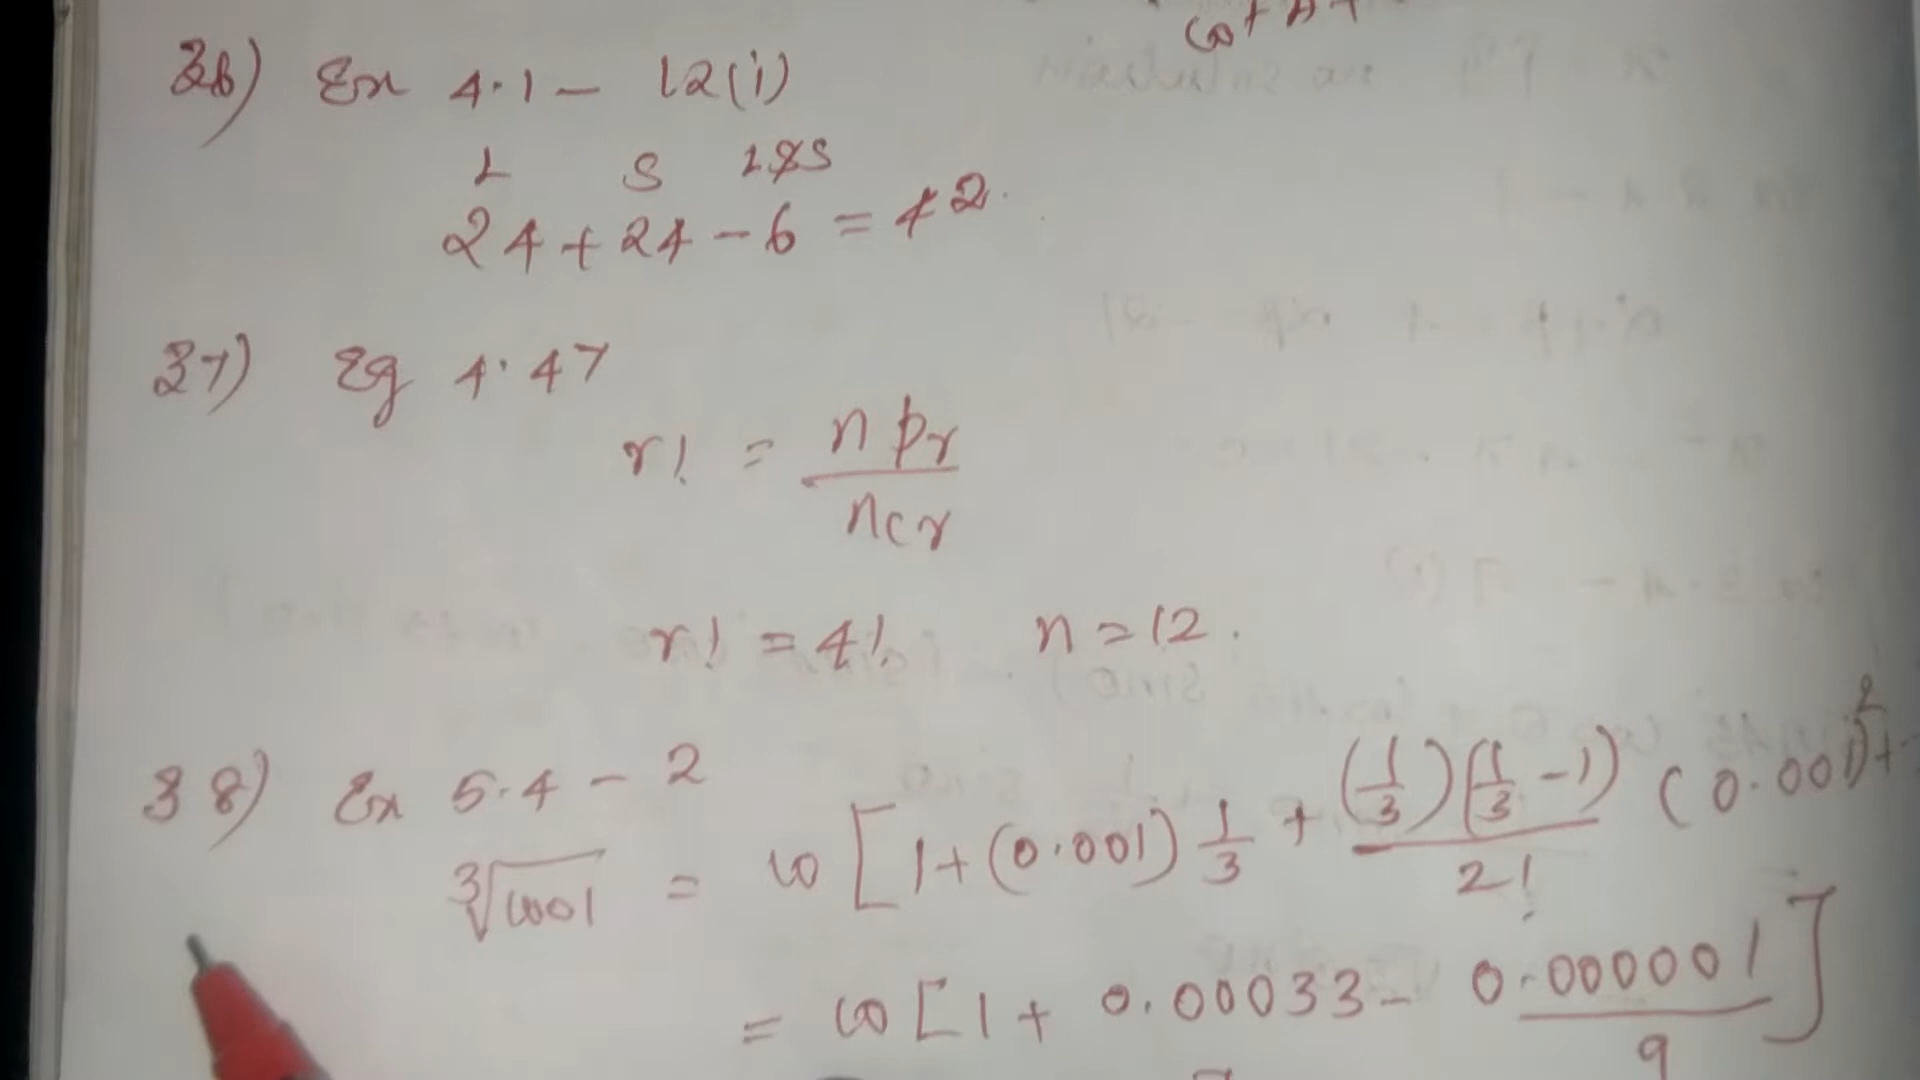 cot A +
36) Ex 4.1 - 12(i)
L S L&S
24 + 24 - 6 = 42.
37) Eg 4.47
r! = nPr / nCr
r! = 4!. n = 12.
38) Ex 5.4 - 2
∛1001 = 10 [1 + (0.001) 1/3 + (1/3)(1/3 - 1) / 2! (0.001)² +
= 10 [1 + 0.00033 - 0.000001 / 9]